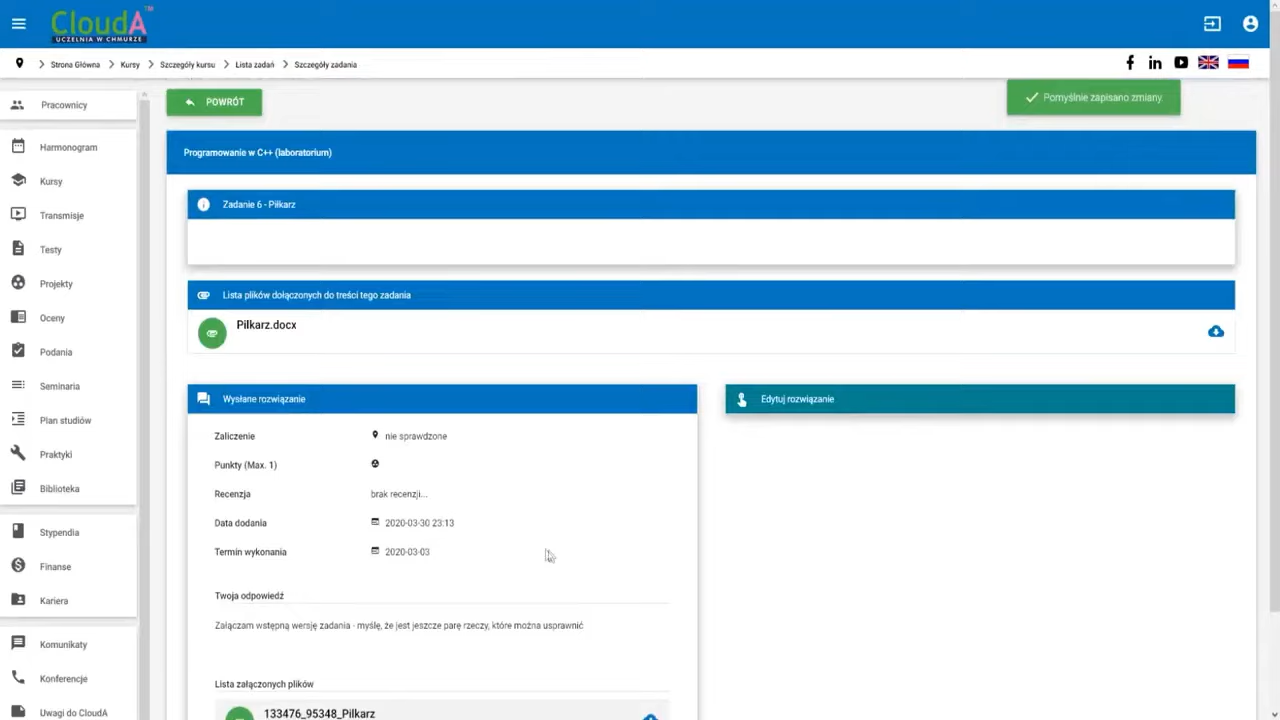 CloudA™
UCZELNIA W CHMURZE
Strona Główna > Kursy > Szczegóły kursu > Lista zadań > Szczegóły zadania
Pracownicy
Harmonogram
Kursy
Transmisje
Testy
Projekty
Oceny
Podania
Seminaria
Plan studiów
Praktyki
Biblioteka
Stypendia
Finanse
Kariera
Komunikaty
Konferencje
Uwagi do CloudA
POWRÓT
Pomyślnie zapisano zmiany
Programowanie w C++ (laboratorium)
Zadanie 6 - Piłkarz
Lista plików dołączonych do treści tego zadania
Pilkarz.docx
Wysłane rozwiązanie
Zaliczenie nie sprawdzone
Punkty (Max. 1)
Recenzja brak recenzji...
Data dodania 2020-03-30 23:13
Termin wykonania 2020-03-03
Twoja odpowiedź
Załączam wstępną wersję zadania - myślę, że jest jeszcze parę rzeczy, które można usprawnić
Lista załączonych plików
133476_95348_Pilkarz
Edytuj rozwiązanie